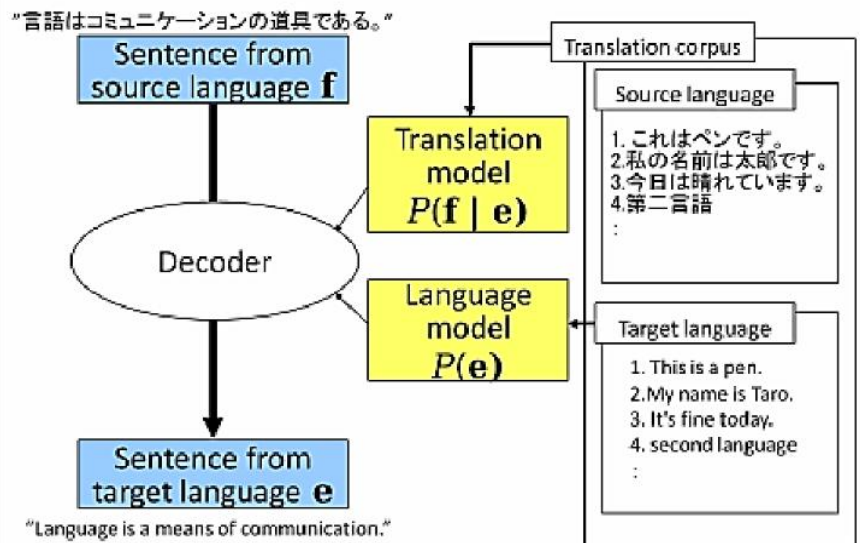 "言語はコミュニケーションの道具である。"
Sentence from
source language f
Translation corpus
Source language
1. これはペンです。
2.私の名前は太郎です。
3.今日は晴れています。
4.第二言語
:
Translation
model
P(f | e)
Decoder
Language
model
P(e)
Target language
1. This is a pen.
2.My name is Taro.
3. It's fine today.
4. second language
:
Sentence from
target language e
"Language is a means of communication."